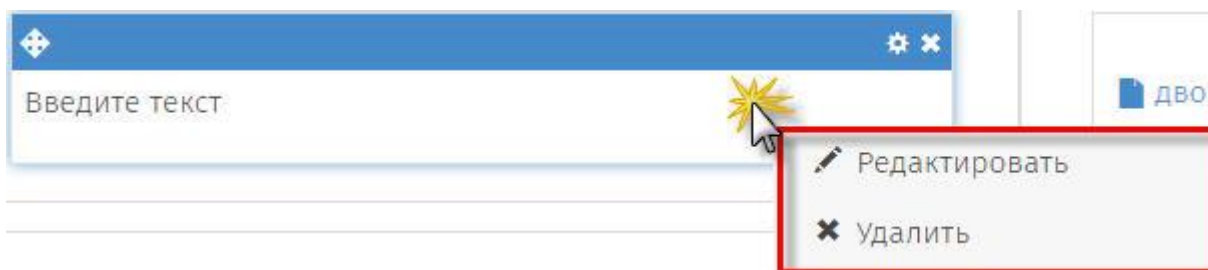 Введите текст
дво
Редактировать
Удалить